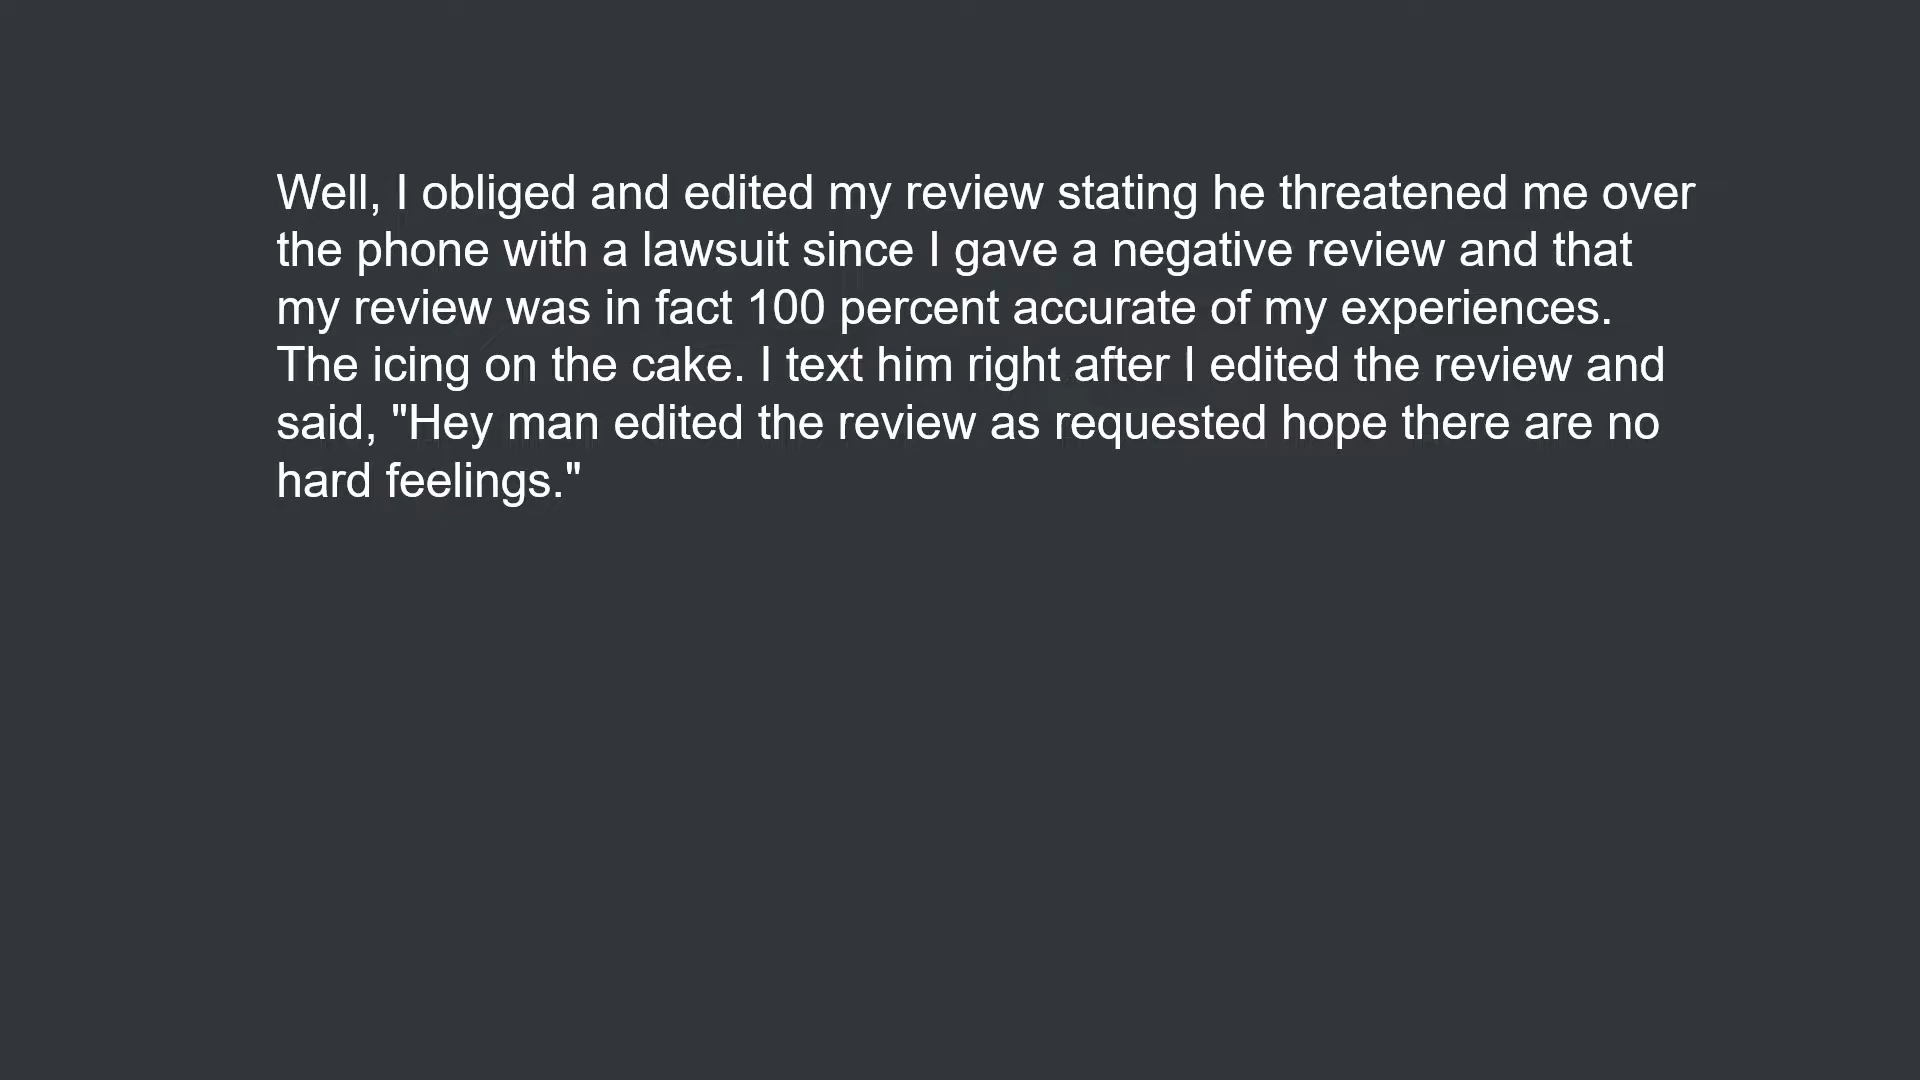 Well, I obliged and edited my review stating he threatened me over
the phone with a lawsuit since I gave a negative review and that
my review was in fact 100 percent accurate of my experiences.
The icing on the cake. I text him right after I edited the review and
said, "Hey man edited the review as requested hope there are no
hard feelings."